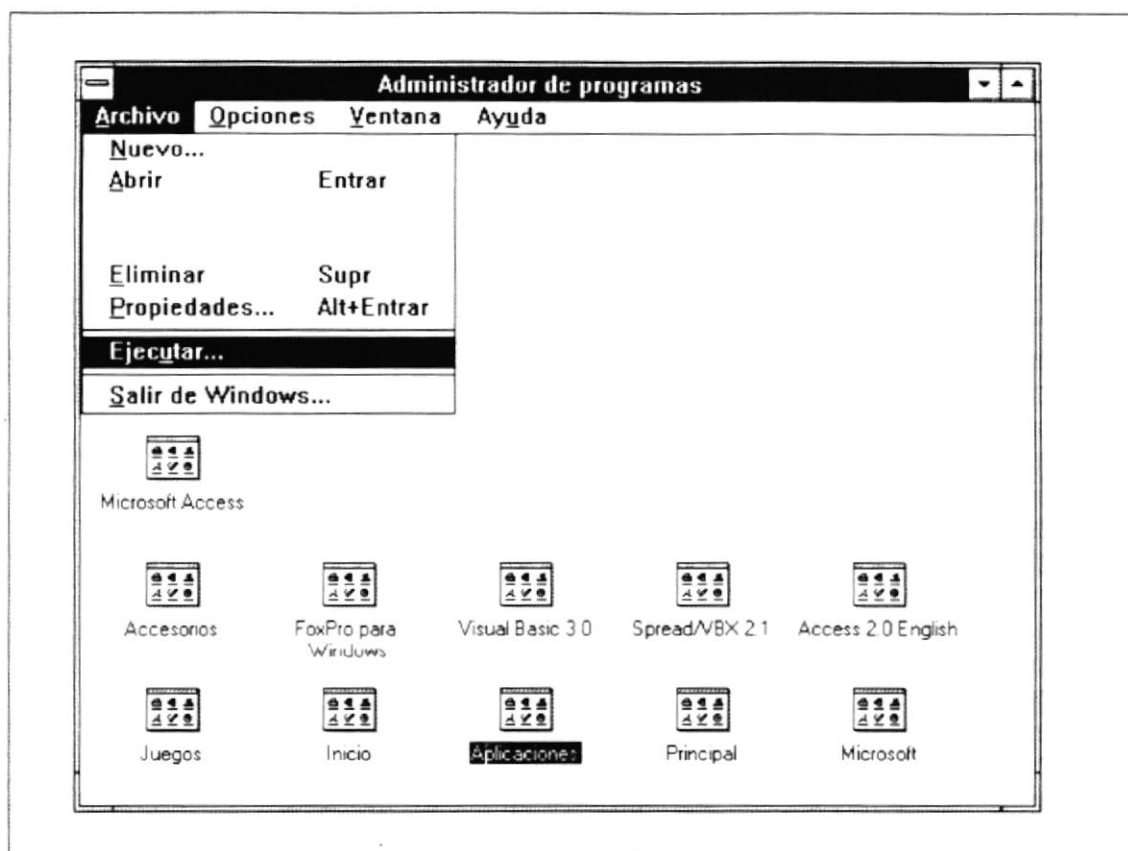 Administrador de programas
Archivo Opciones Ventana Ayuda
Nuevo...
Abrir Entrar
Eliminar Supr
Propiedades... Alt+Entrar
Ejecutar...
Salir de Windows...
Microsoft Access
Accesorios FoxPro para Windows Visual Basic 3.0 Spread/VBX 2.1 Access 2.0 English
Juegos Inicio Aplicaciones Principal Microsoft